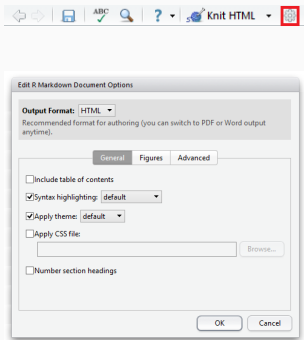 ABC ? Knit HTML
Edit R Markdown Document Options
Output Format: HTML
Recommended format for authoring (you can switch to PDF or Word output
anytime).
General Figures Advanced
Include table of contents
Syntax highlighting: default
Apply theme: default
Apply CSS file:
Browse...
Number section headings
OK Cancel